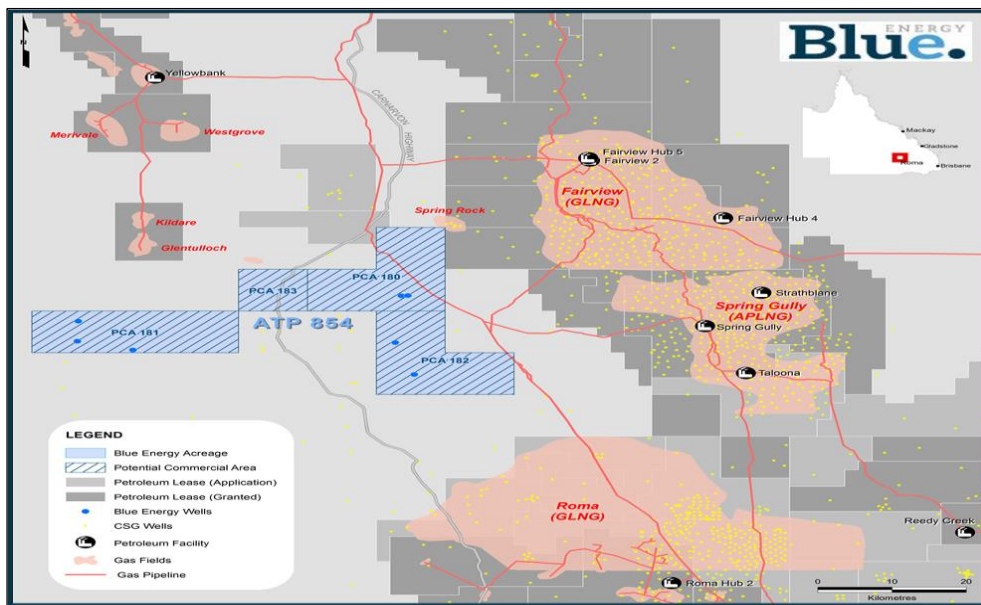 ENERGY
Blue.
N
Yellowbank
Merivale
Westgrove
CARNARVON HIGHWAY
Mackay
Gladstone
Roma
Brisbane
Fairview Hub 5
Fairview 2
Fairview
(GLNG)
Fairview Hub 4
Spring Rock
Kildare
Glentulloch
PCA 180
PCA 183
ATP 854
PCA 181
PCA 182
Strathblane
Spring Gully
(APLNG)
Spring Gully
Taloona
LEGEND
Blue Energy Acreage
Potential Commercial Area
Petroleum Lease (Application)
Petroleum Lease (Granted)
Blue Energy Wells
CSG Wells
Petroleum Facility
Gas Fields
Gas Pipeline
Roma
(GLNG)
Reedy Creek
Roma Hub 2
0 10 20
Kilometres